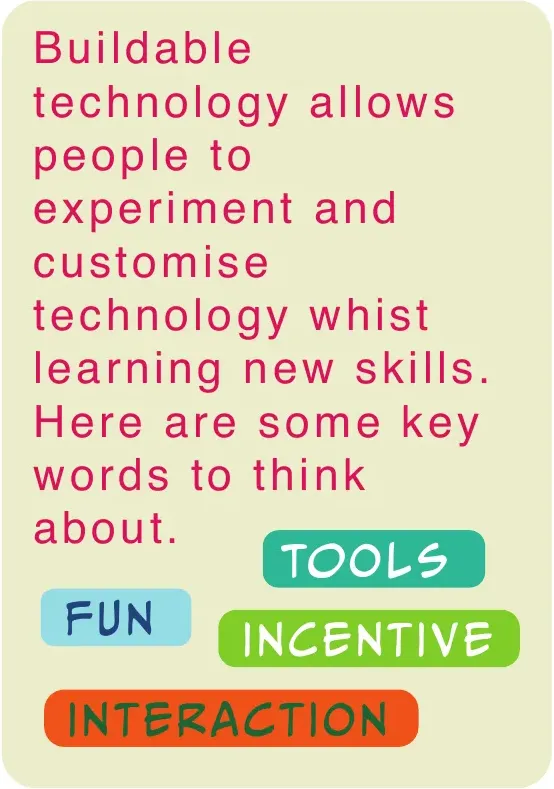 Buildable
technology allows
people to
experiment and
customise
technology whist
learning new skills.
Here are some key
words to think
about.
TOOLS
FUN
INCENTIVE
INTERACTION